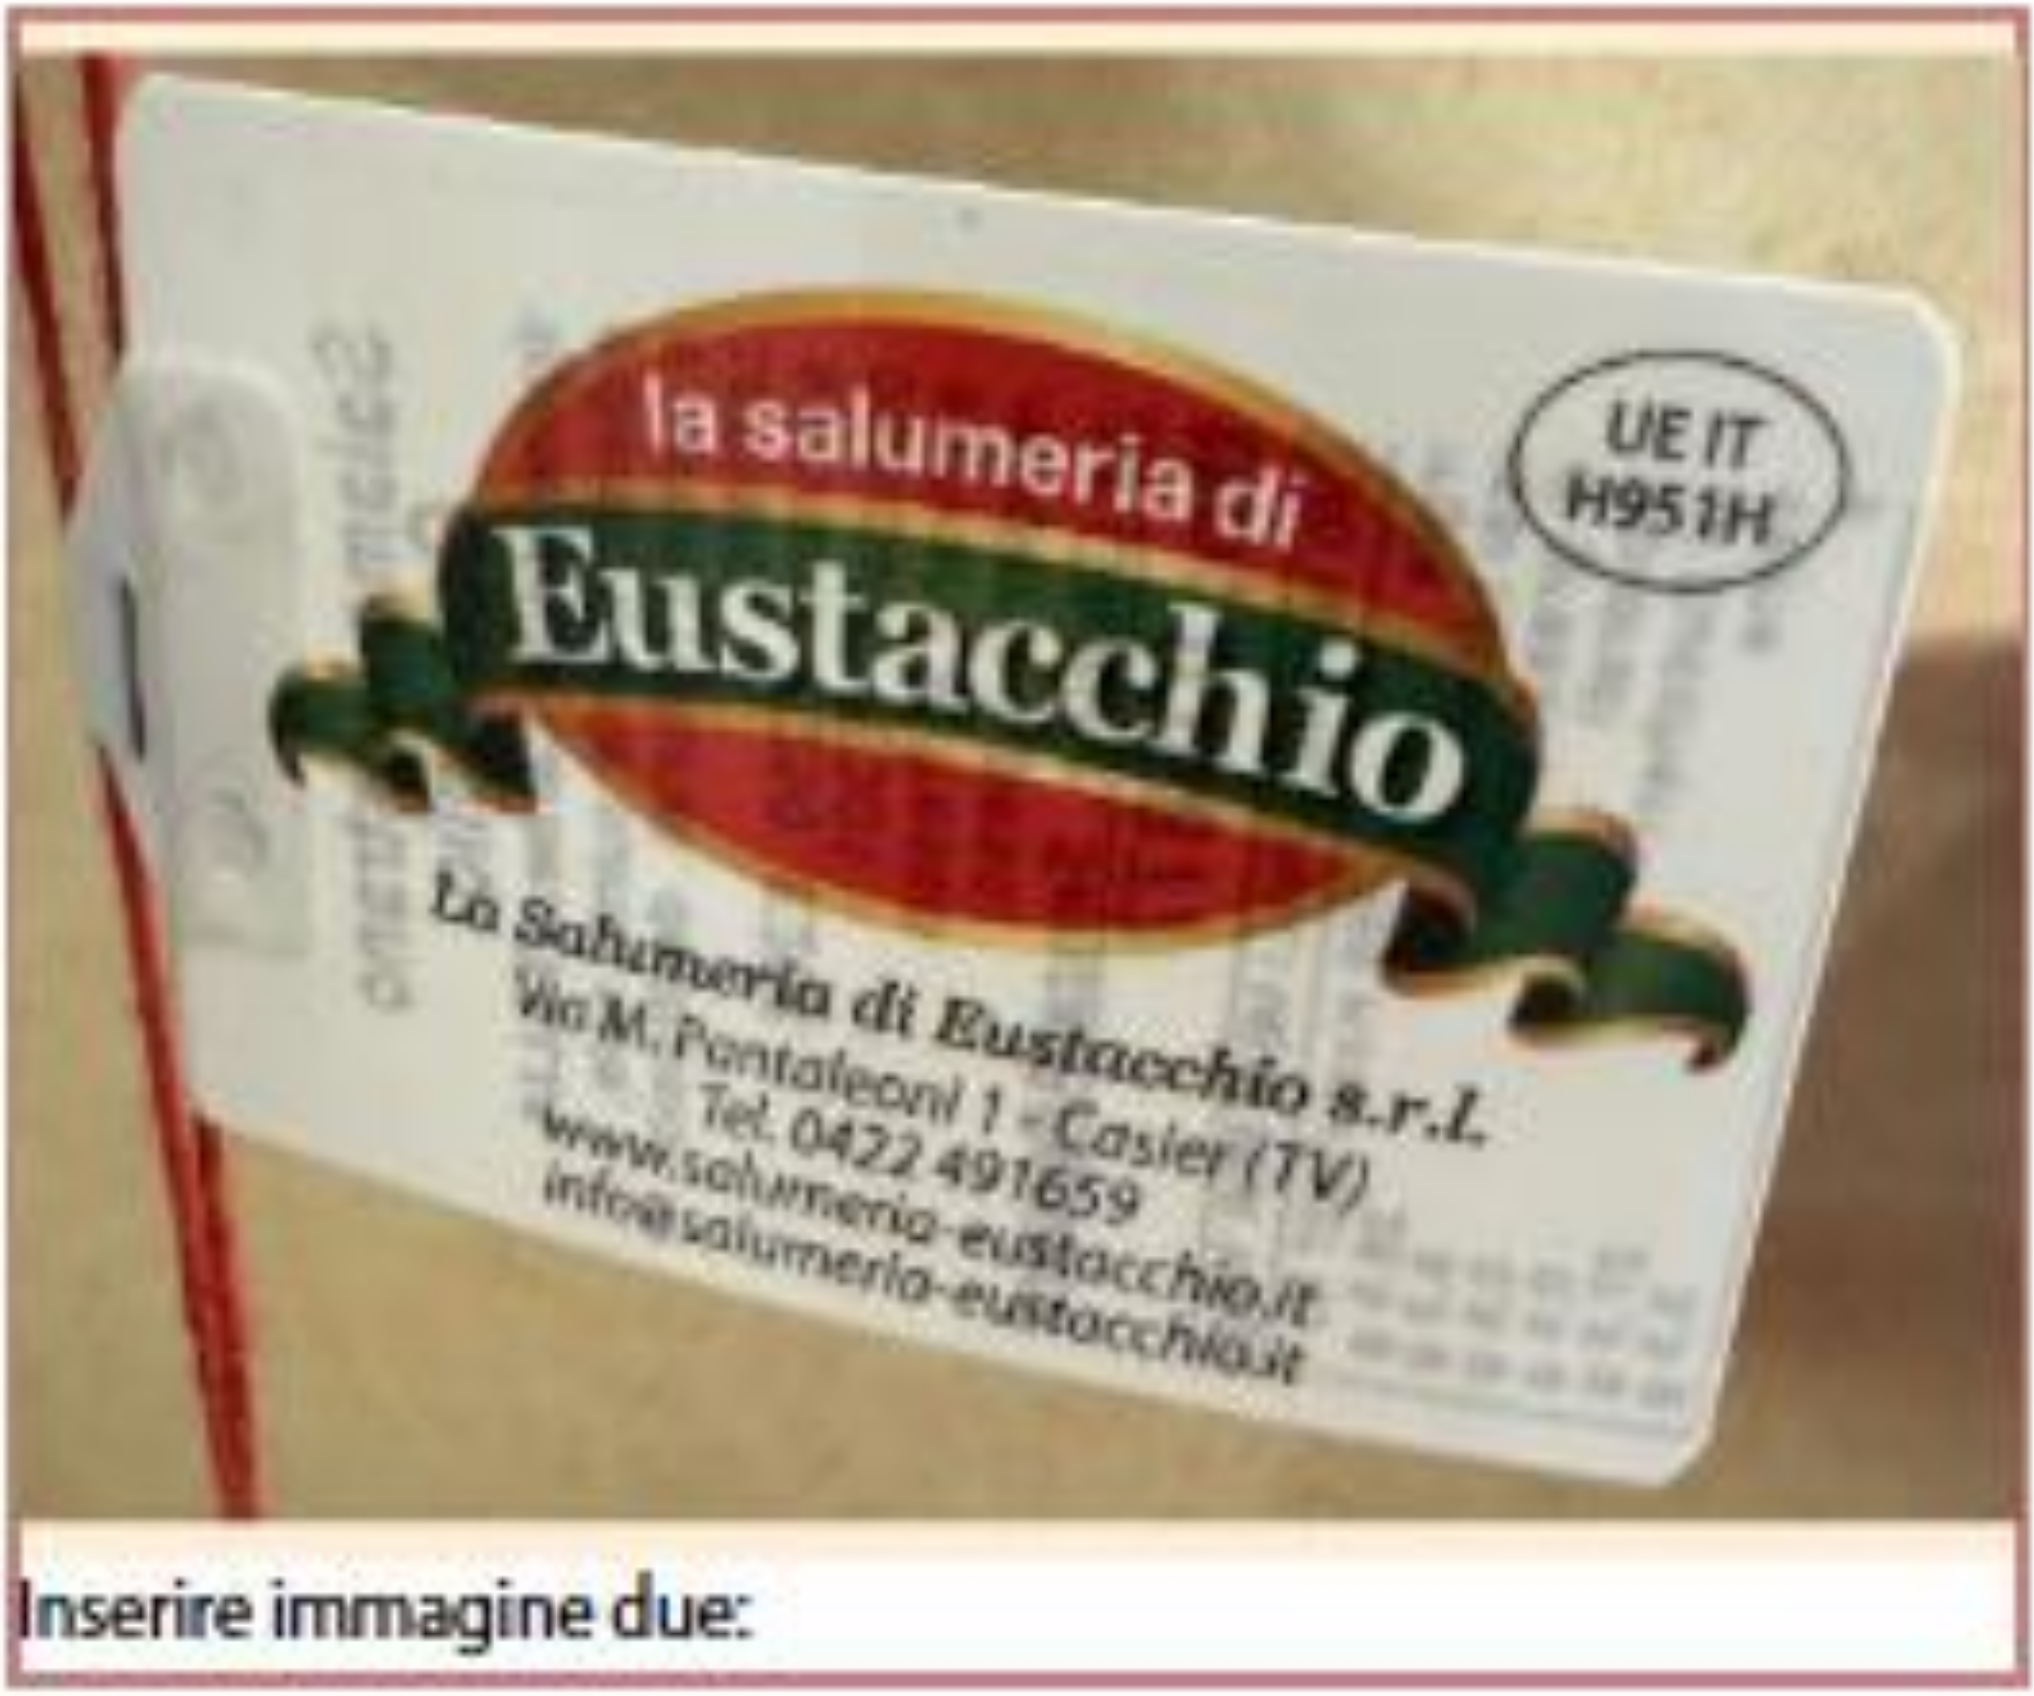 la salumeria di
Eustacchio
UE IT
H951H
La Salumeria di Eustacchio s.r.l.
Via M. Pantaleoni 1 - Casier (TV)
Tel. 0422 491659
www.salumeria-eustacchio.it
info@salumeria-eustacchio.it
Inserire immagine due: